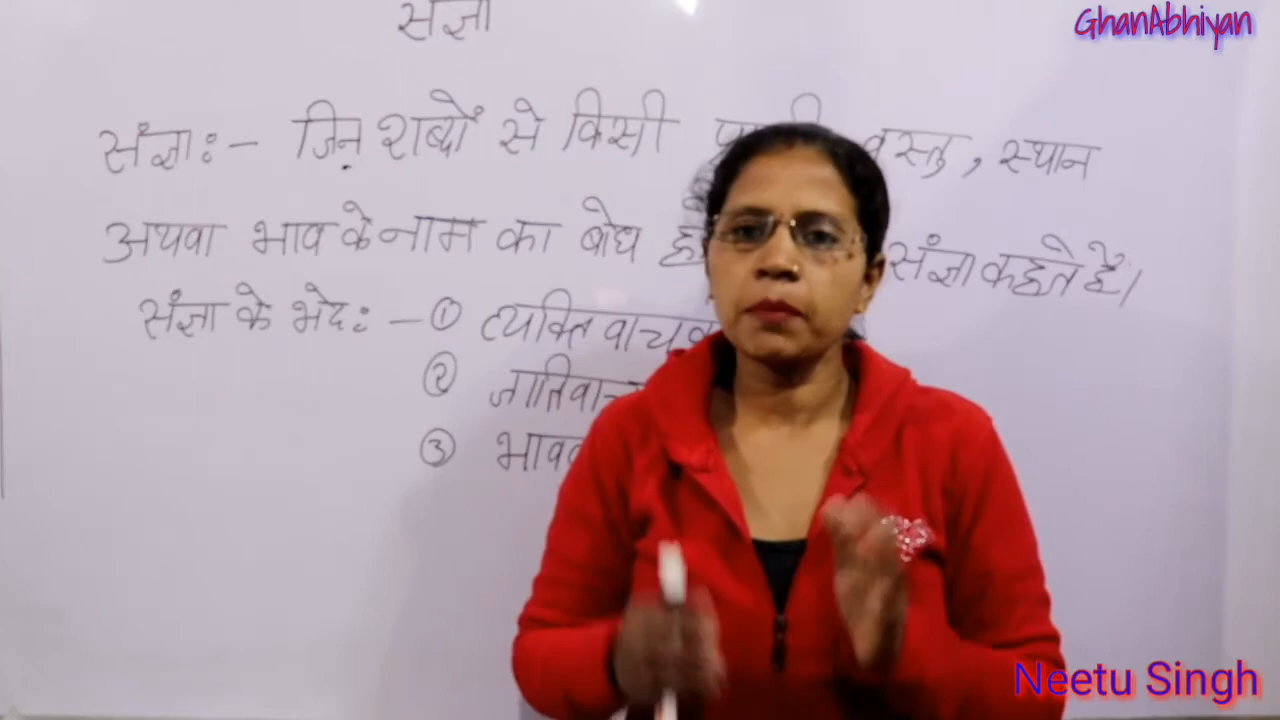 GhanAbhiyan
संज्ञा
संज्ञा :- जिन शब्दों से किसी वस्तु, स्थान
अथवा भाव के नाम का बोध संज्ञा कहते हैं।
संज्ञा के भेद :- ① व्यक्तिवाचक
② जातिवाच
③ भाव
Neetu Singh